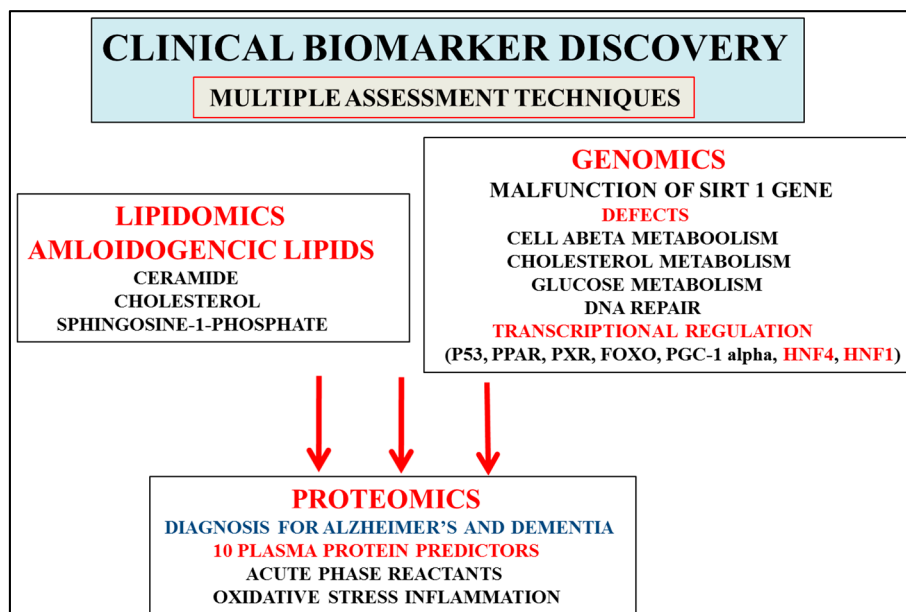 CLINICAL BIOMARKER DISCOVERY
MULTIPLE ASSESSMENT TECHNIQUES
LIPIDOMICS
AMLOIDOGENCIC LIPIDS
CERAMIDE
CHOLESTEROL
SPHINGOSINE-1-PHOSPHATE
GENOMICS
MALFUNCTION OF SIRT 1 GENE
DEFECTS
CELL ABETA METABOOLISM
CHOLESTEROL METABOLISM
GLUCOSE METABOLISM
DNA REPAIR
TRANSCRIPTIONAL REGULATION
(P53, PPAR, PXR, FOXO, PGC-1 alpha, HNF4, HNF1)
PROTEOMICS
DIAGNOSIS FOR ALZHEIMER'S AND DEMENTIA
10 PLASMA PROTEIN PREDICTORS
ACUTE PHASE REACTANTS
OXIDATIVE STRESS INFLAMMATION